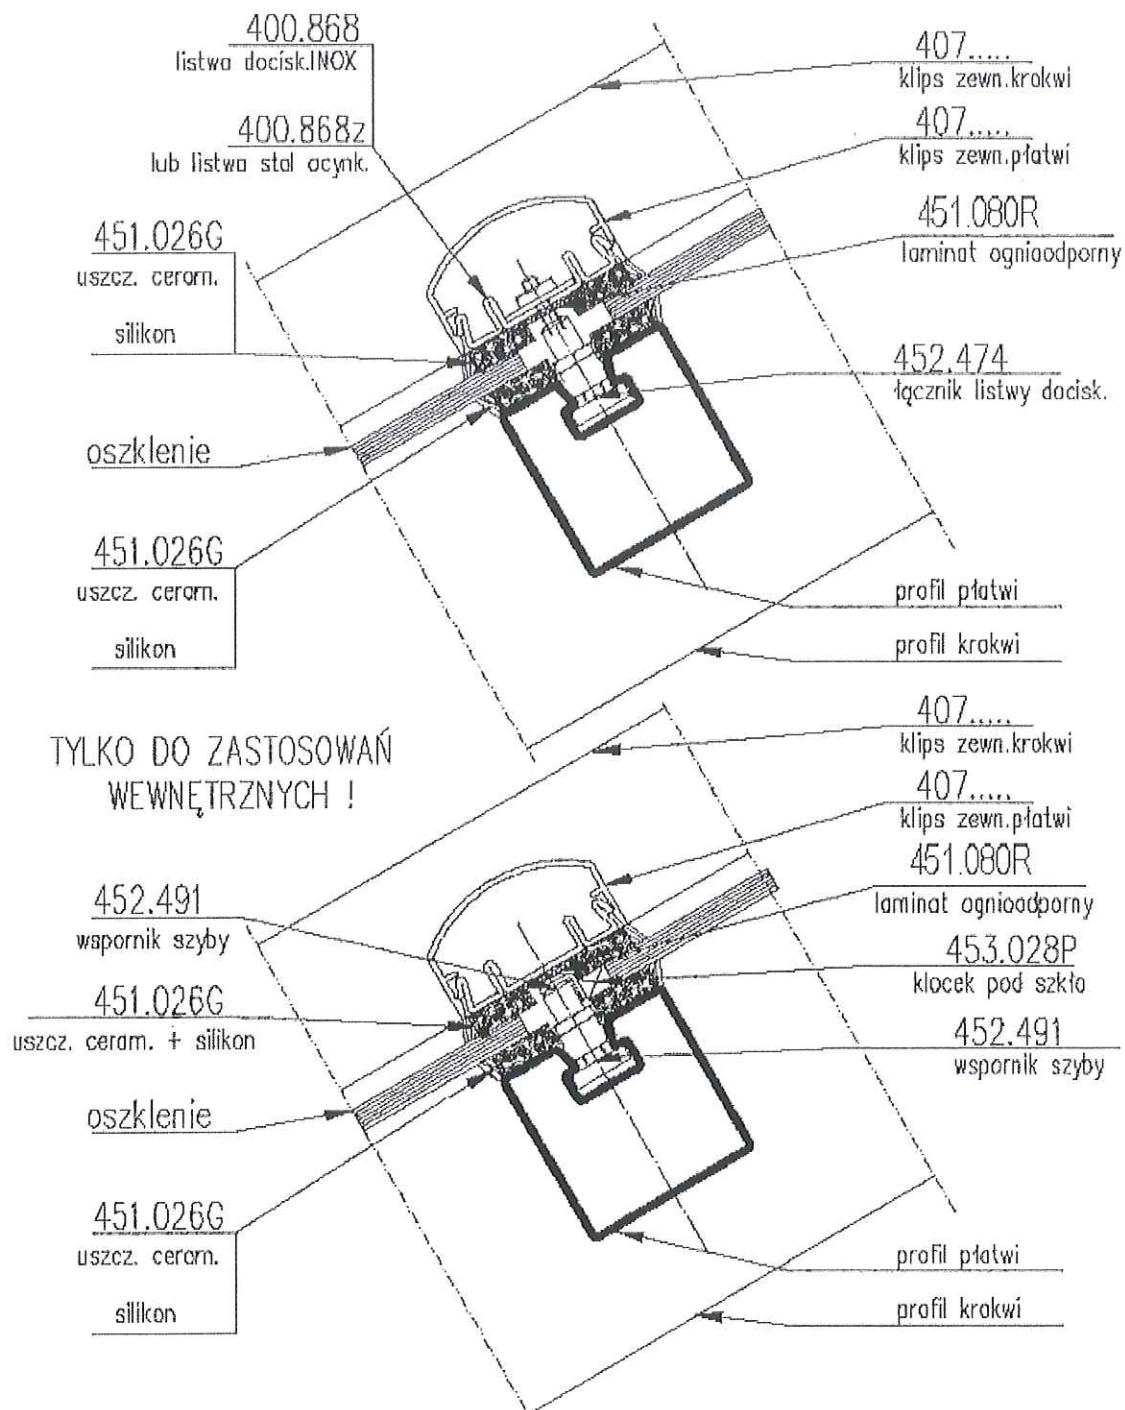 400.868
listwa docisk.INOX
400.868z
lub listwa stal ocynk.
451.026G
uszcz. ceram.
silikon
oszklenie
451.026G
uszcz. ceram.
silikon
407.....
klips zewn.krokwi
407.....
klips zewn.płatwi
451.080R
laminat ognioodporny
452.474
łącznik listwy docisk.
profil płatwi
profil krokwi
TYLKO DO ZASTOSOWAŃ
WEWNĘTRZNYCH !
452.491
wspornik szyby
451.026G
uszcz. ceram. + silikon
oszklenie
451.026G
uszcz. ceram.
silikon
407.....
klips zewn.krokwi
407.....
klips zewn.płatwi
451.080R
laminat ognioodporny
453.028P
klocek pod szkło
452.491
wspornik szyby
profil płatwi
profil krokwi